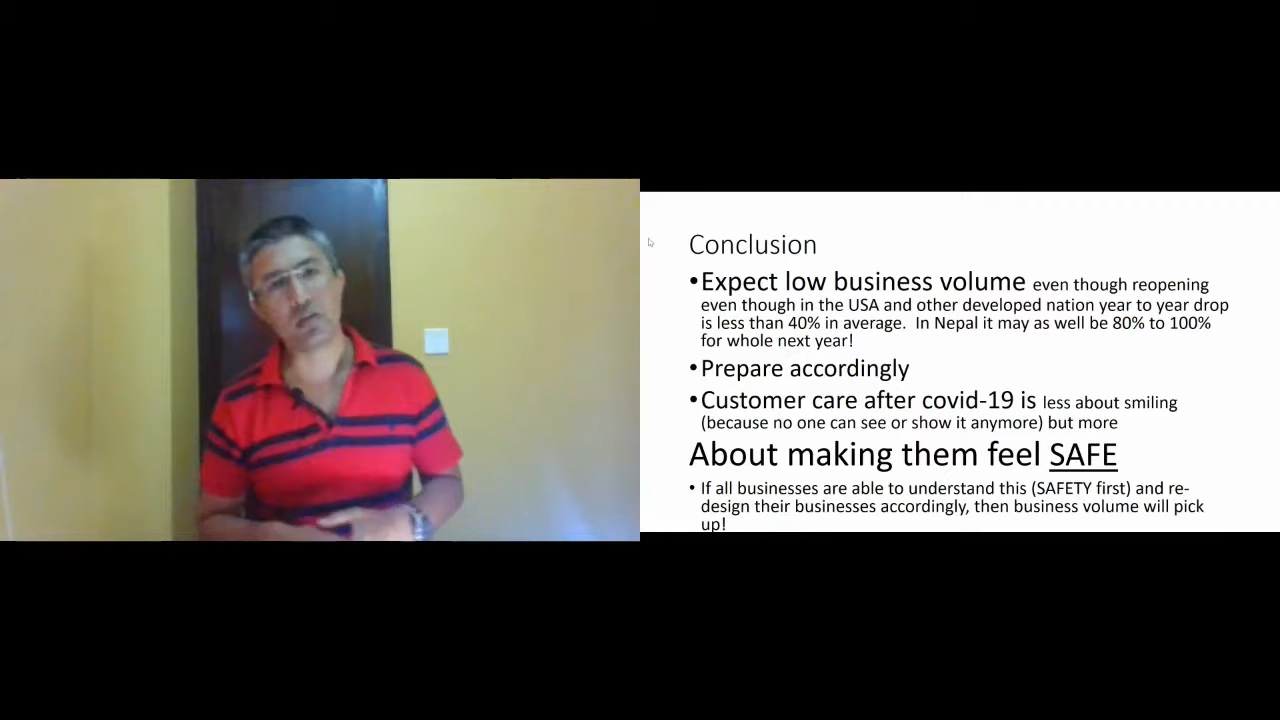 Conclusion
•Expect low business volume even though reopening
even though in the USA and other developed nation year to year drop
is less than 40% in average.  In Nepal it may as well be 80% to 100%
for whole next year!
•Prepare accordingly
•Customer care after covid-19 is less about smiling
(because no one can see or show it anymore) but more
About making them feel SAFE
• If all businesses are able to understand this (SAFETY first) and re-
design their businesses accordingly, then business volume will pick
up!